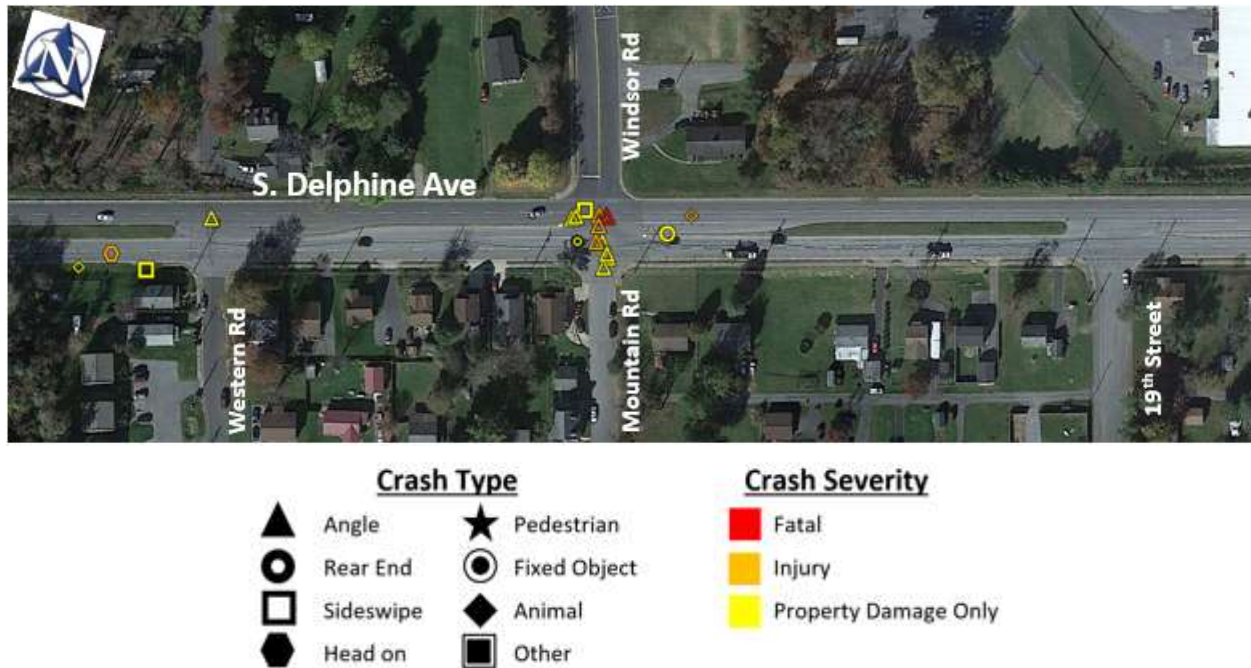 N
Windsor Rd
S. Delphine Ave
Western Rd
Mountain Rd
19th Street
Crash Type
Crash Severity
Angle
Pedestrian
Fatal
Rear End
Fixed Object
Injury
Sideswipe
Animal
Property Damage Only
Head on
Other